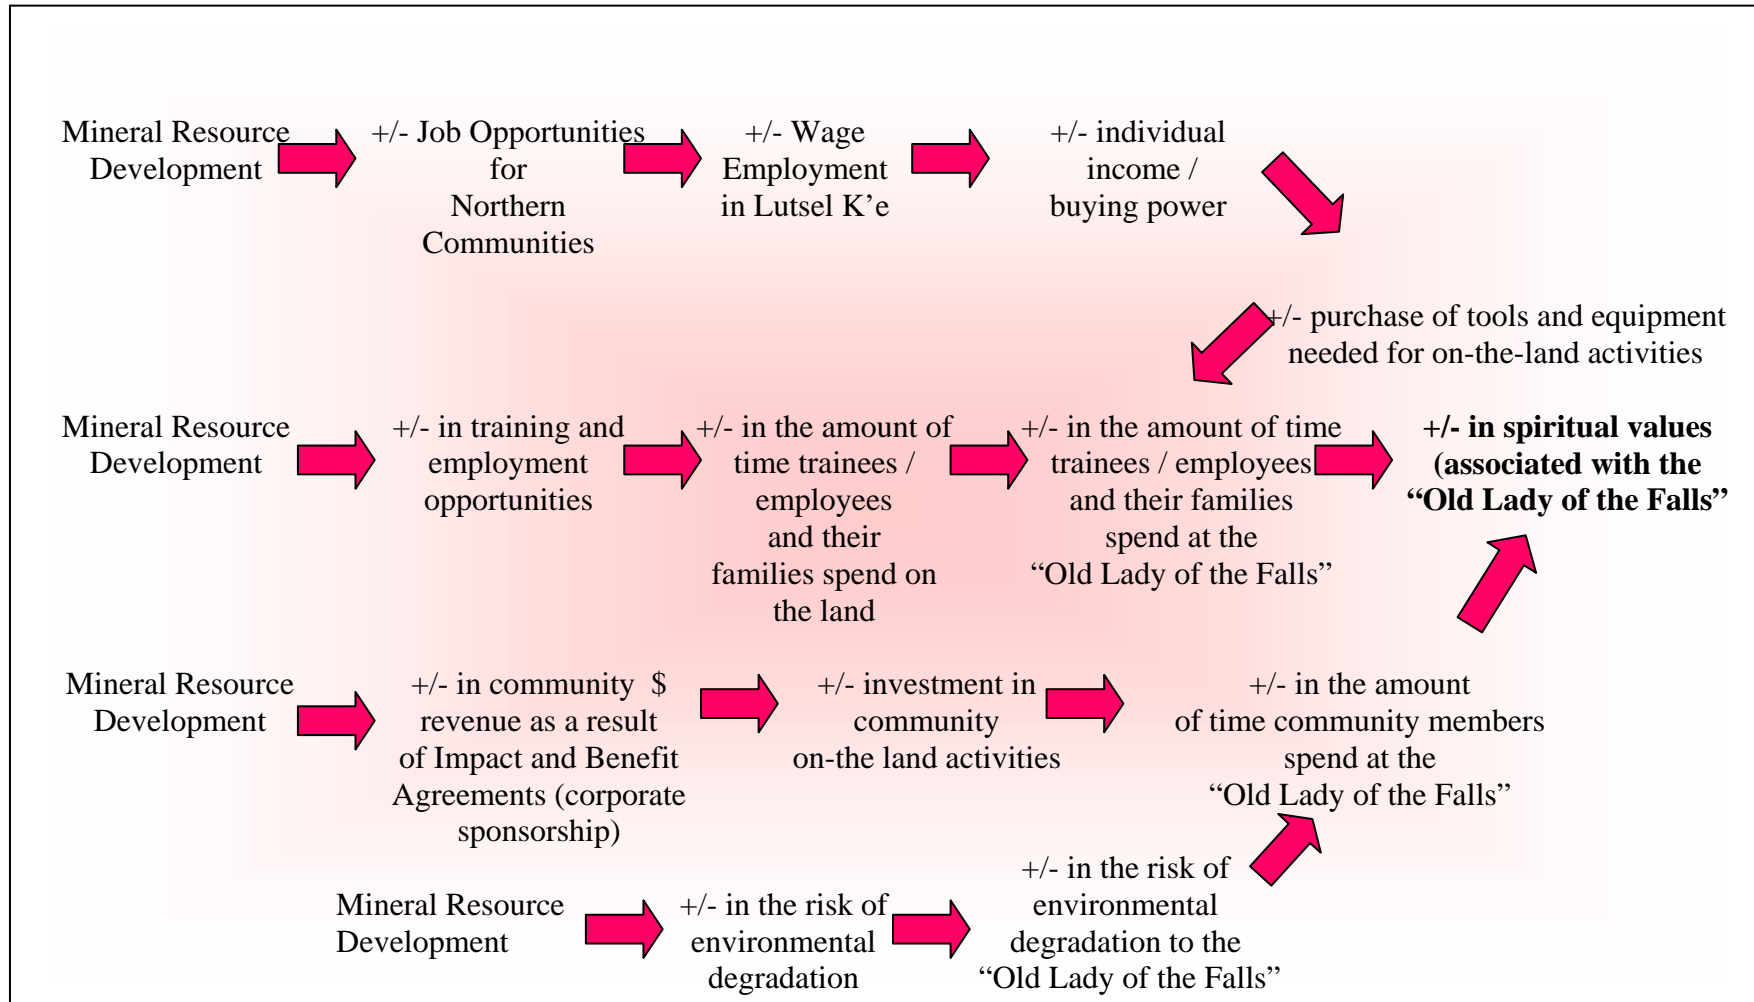 Mineral Resource
Development
+/- Job Opportunities
for
Northern
Communities
+/- Wage
Employment
in Lutsel K’e
+/- individual
income /
buying power
+/- purchase of tools and equipment
needed for on-the-land activities
Mineral Resource
Development
+/- in training and
employment
opportunities
+/- in the amount of
time trainees /
employees
and their
families spend on
the land
+/- in the amount of time
trainees / employees
and their families
spend at the
“Old Lady of the Falls”
+/- in spiritual values
(associated with the
“Old Lady of the Falls”
Mineral Resource
Development
+/- in community $
revenue as a result
of Impact and Benefit
Agreements (corporate
sponsorship)
+/- investment in
community
on-the land activities
+/- in the amount
of time community members
spend at the
“Old Lady of the Falls”
Mineral Resource
Development
+/- in the risk of
environmental
degradation
+/- in the risk of
environmental
degradation to the
“Old Lady of the Falls”